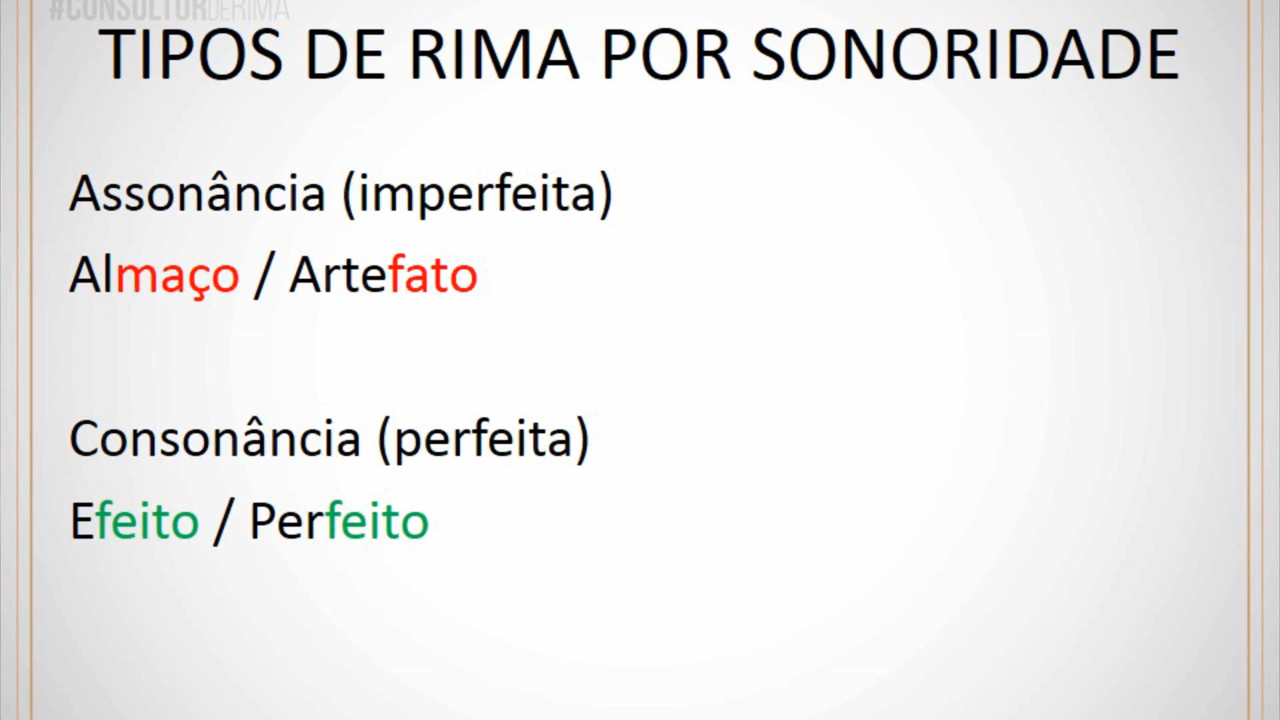 #CONSULTORDERIMA
TIPOS DE RIMA POR SONORIDADE
Assonância (imperfeita)
Almaço / Artefato
Consonância (perfeita)
Efeito / Perfeito